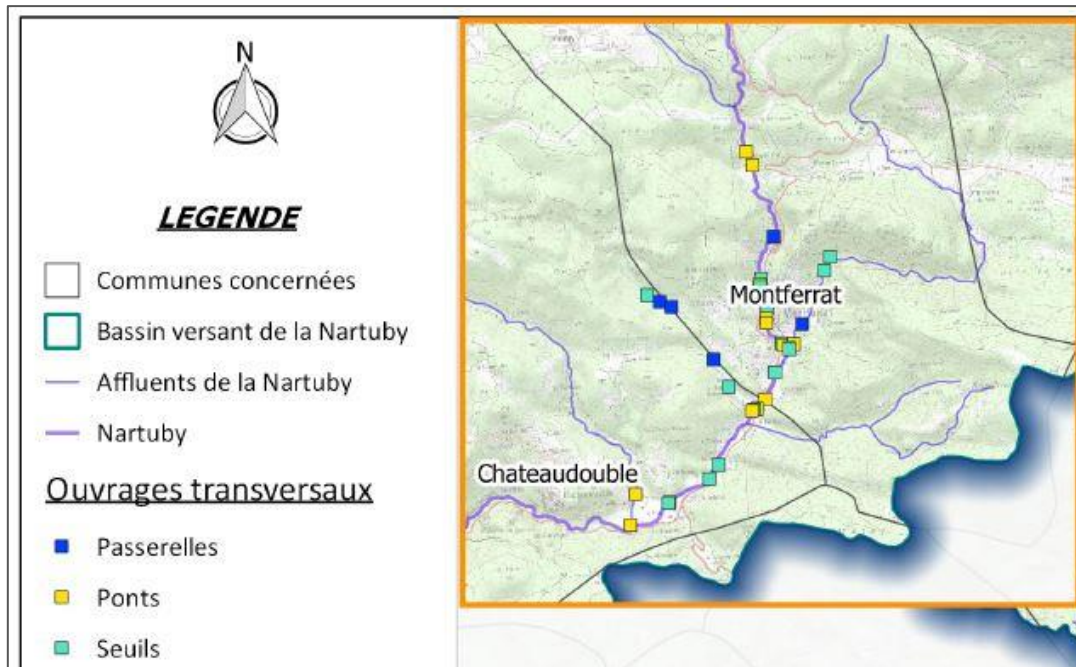 N
LEGENDE
Communes concernées
Bassin versant de la Nartuby
Affluents de la Nartuby
Nartuby
Ouvrages transversaux
Passerelles
Ponts
Seuils
Montferrat
Chateaudouble